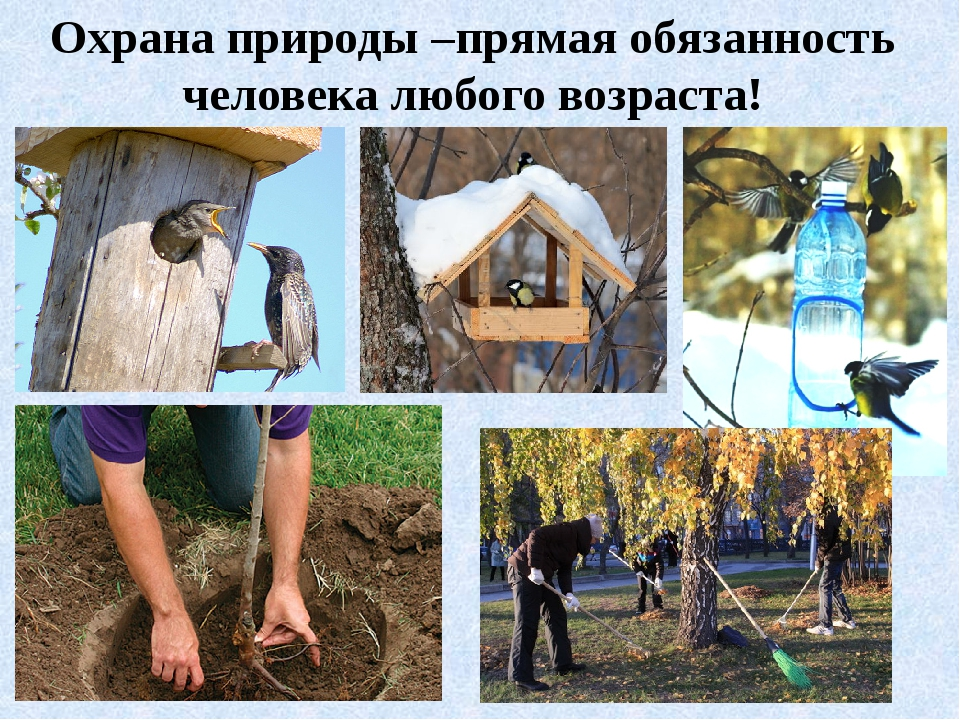 Охрана природы –прямая обязанность
человека любого возраста!